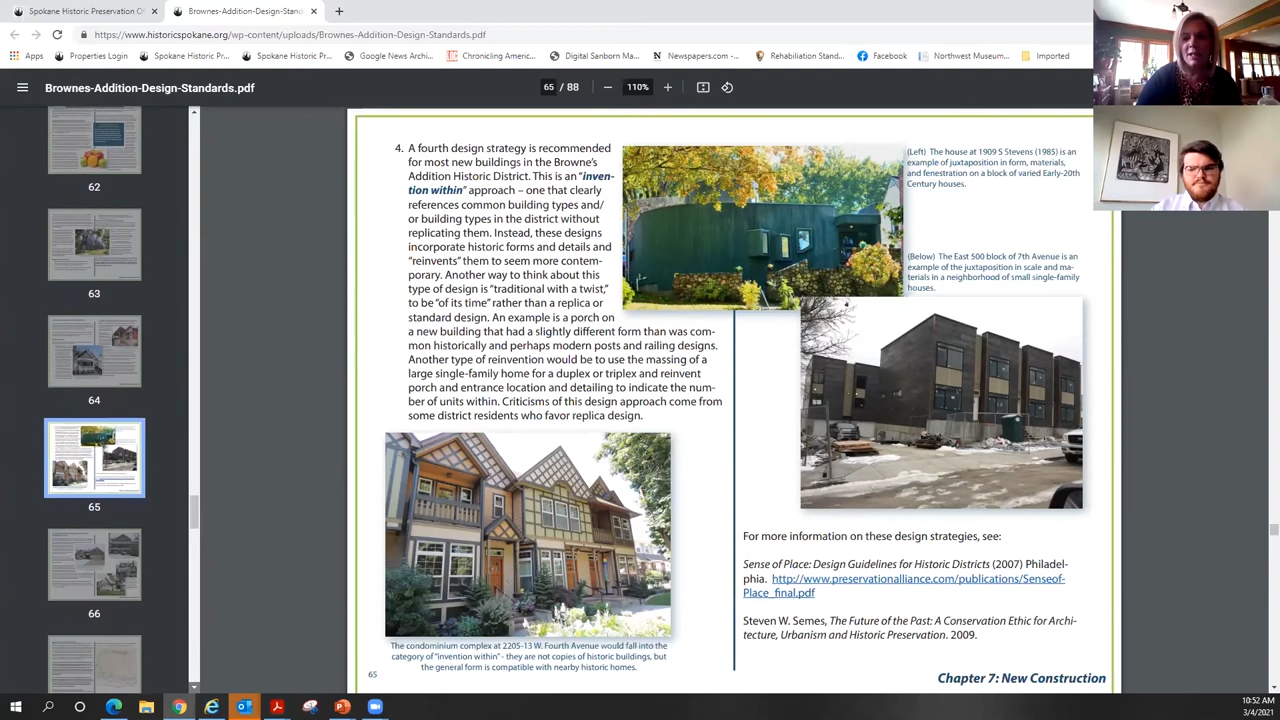 Spokane Historic Preservation Of
Brownes-Addition-Design-Stand
https://www.historicspokane.org/wp-content/uploads/Brownes-Addition-Design-Standards.pdf
Apps
Property Login
Spokane Historic Pr...
Spokane Historic Pr...
Google News Archi...
Chronicling Americ...
Digital Sanborn Ma...
Newspapers.com -...
Rehabiliation Stand...
Facebook
Northwest Museum...
Imported
Brownes-Addition-Design-Standards.pdf
65 / 88
110%
62
63
64
65
66
4. A fourth design strategy is recommended
for most new buildings in the Browne's
Addition Historic District. This is an "inven-
tion within" approach – one that clearly
references common building types and/
or building types in the district without
replicating them. Instead, these designs
incorporate historic forms and details and
"reinvents" them to seem more contem-
porary. Another way to think about this
type of design is "traditional with a twist,"
to be "of its time" rather than a replica or
standard design. An example is a porch on
a new building that had a slightly different form than was com-
mon historically and perhaps modern posts and railing designs.
Another type of reinvention would be to use the massing of a
large single-family home for a duplex or triplex and reinvent
porch and entrance location and detailing to indicate the num-
ber of units within. Criticisms of this design approach come from
some district residents who favor replica design.
The condominium complex at 2205-13 W. Fourth Avenue would fall into the
category of "invention within" - they are not copies of historic buildings, but
the general form is compatible with nearby historic homes.
65
(Left) The house at 1909 S Stevens (1985) is an
example of juxtaposition in form, materials,
and fenestration on a block of varied Early-20th
Century houses.
(Below) The East 500 block of 7th Avenue is an
example of the juxtaposition in scale and ma-
terials in a neighborhood of small single-family
houses.
For more information on these design strategies, see:
Sense of Place: Design Guidelines for Historic Districts (2007) Philadel-
phia. http://www.preservationalliance.com/publications/Senseof-
Place_final.pdf
Steven W. Semes, The Future of the Past: A Conservation Ethic for Archi-
tecture, Urbanism and Historic Preservation. 2009.
Chapter 7: New Construction
10:52 AM
3/4/2021